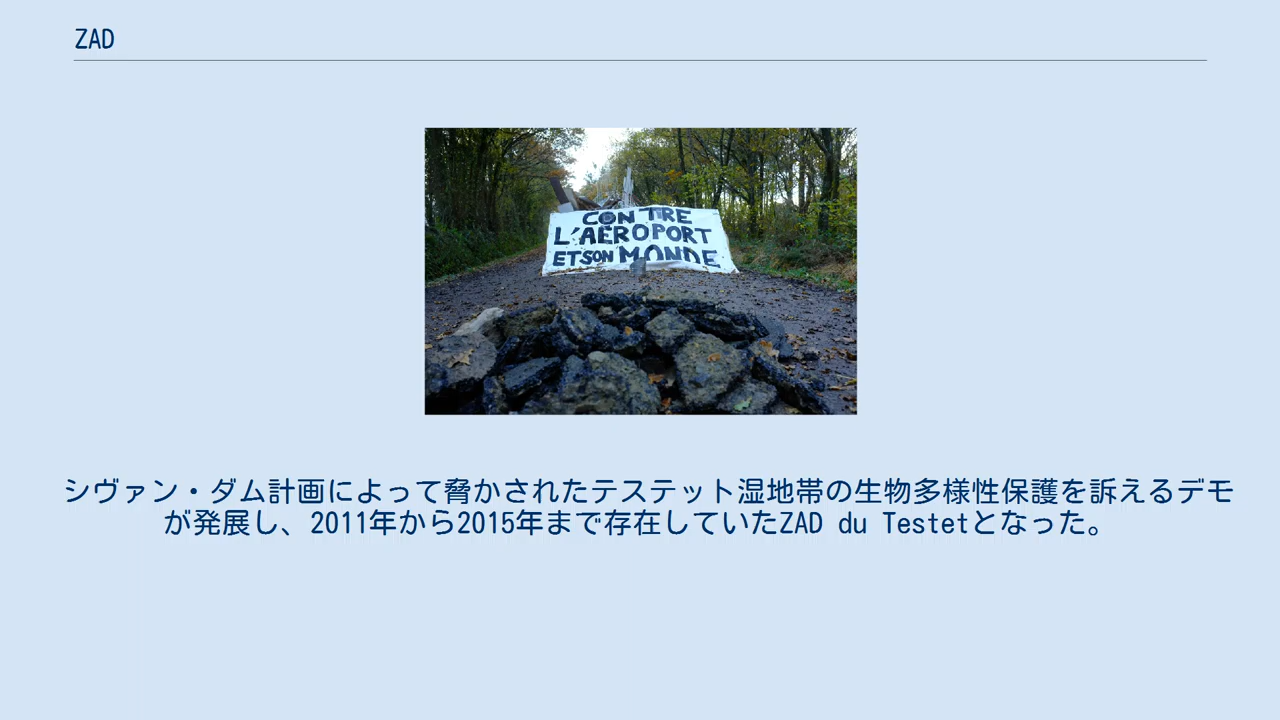 ZAD
CONTRE
L'AÉROPORT
ET SON MONDE
シヴァン・ダム計画によって脅かされたテステット湿地帯の生物多様性保護を訴えるデモ
が発展し、2011年から2015年まで存在していたZAD du Testetとなった。